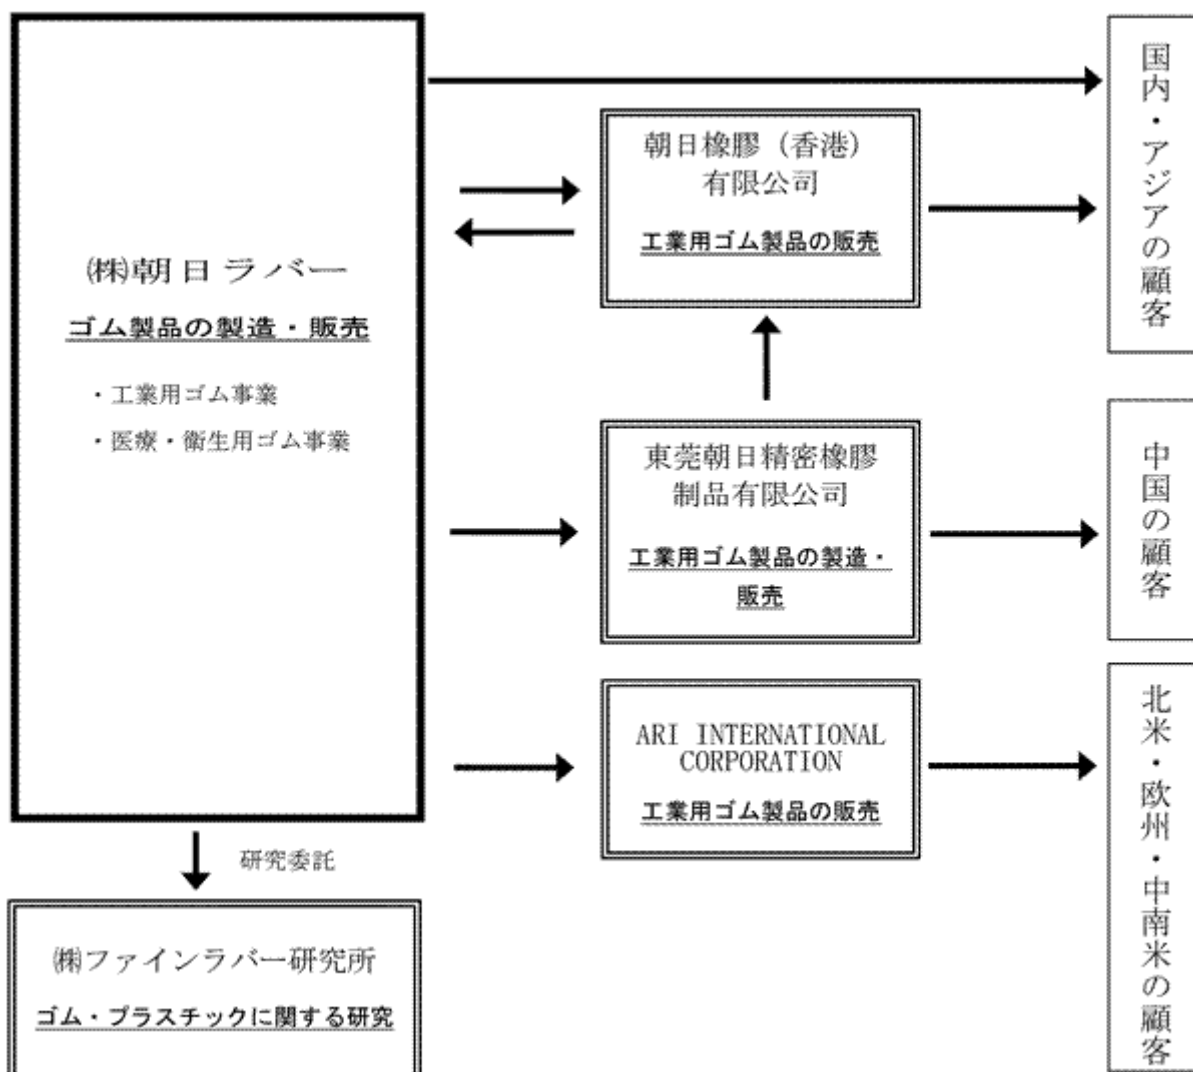 ㈱朝日ラバー
ゴム製品の製造・販売
・工業用ゴム事業
・医療・衛生用ゴム事業
研究委託
㈱ファインラバー研究所
ゴム・プラスチックに関する研究
朝日橡膠（香港）
有限公司
工業用ゴム製品の販売
東莞朝日精密橡膠
制品有限公司
工業用ゴム製品の製造・
販売
ARI INTERNATIONAL
CORPORATION
工業用ゴム製品の販売
国内・アジアの顧客
中国の顧客
北米・欧州・中南米の顧客